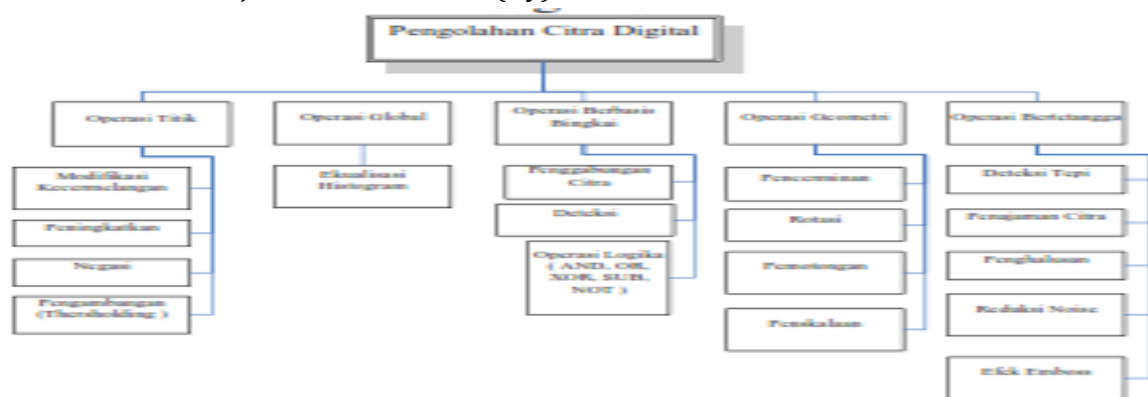 Pengolahan Citra Digital
Operasi Titik
Modifikasi
Kecermelangan
Peningkatkan
Negasi
Pengambangan
(Thersholding )
Operasi Global
Ekualisasi
Histogram
Operasi Berbasis
Bingkai
Penggabungan
Citra
Deteksi
Operasi Logika
( AND, OR,
XOR, SUB,
NOT )
Operasi Geometri
Pencerminan
Rotasi
Pemotongan
Penskalaan
Operasi Bertetangga
Deteksi Tepi
Penajaman Citra
Penghalusan
Reduksi Noise
Efek Emboss